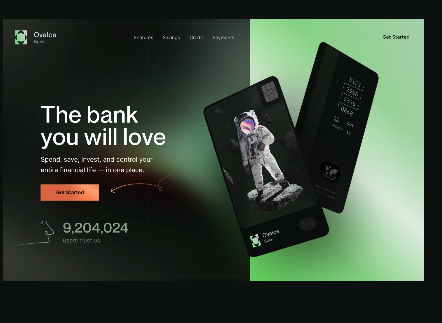 Ovalca
Bank
Features Savings Credit Payments
Get Started
The bank
you will love
Spend, save, invest, and control your
entire financial life — in one place.
Get Started
9,204,024
users trust us
Ovalca
Bank